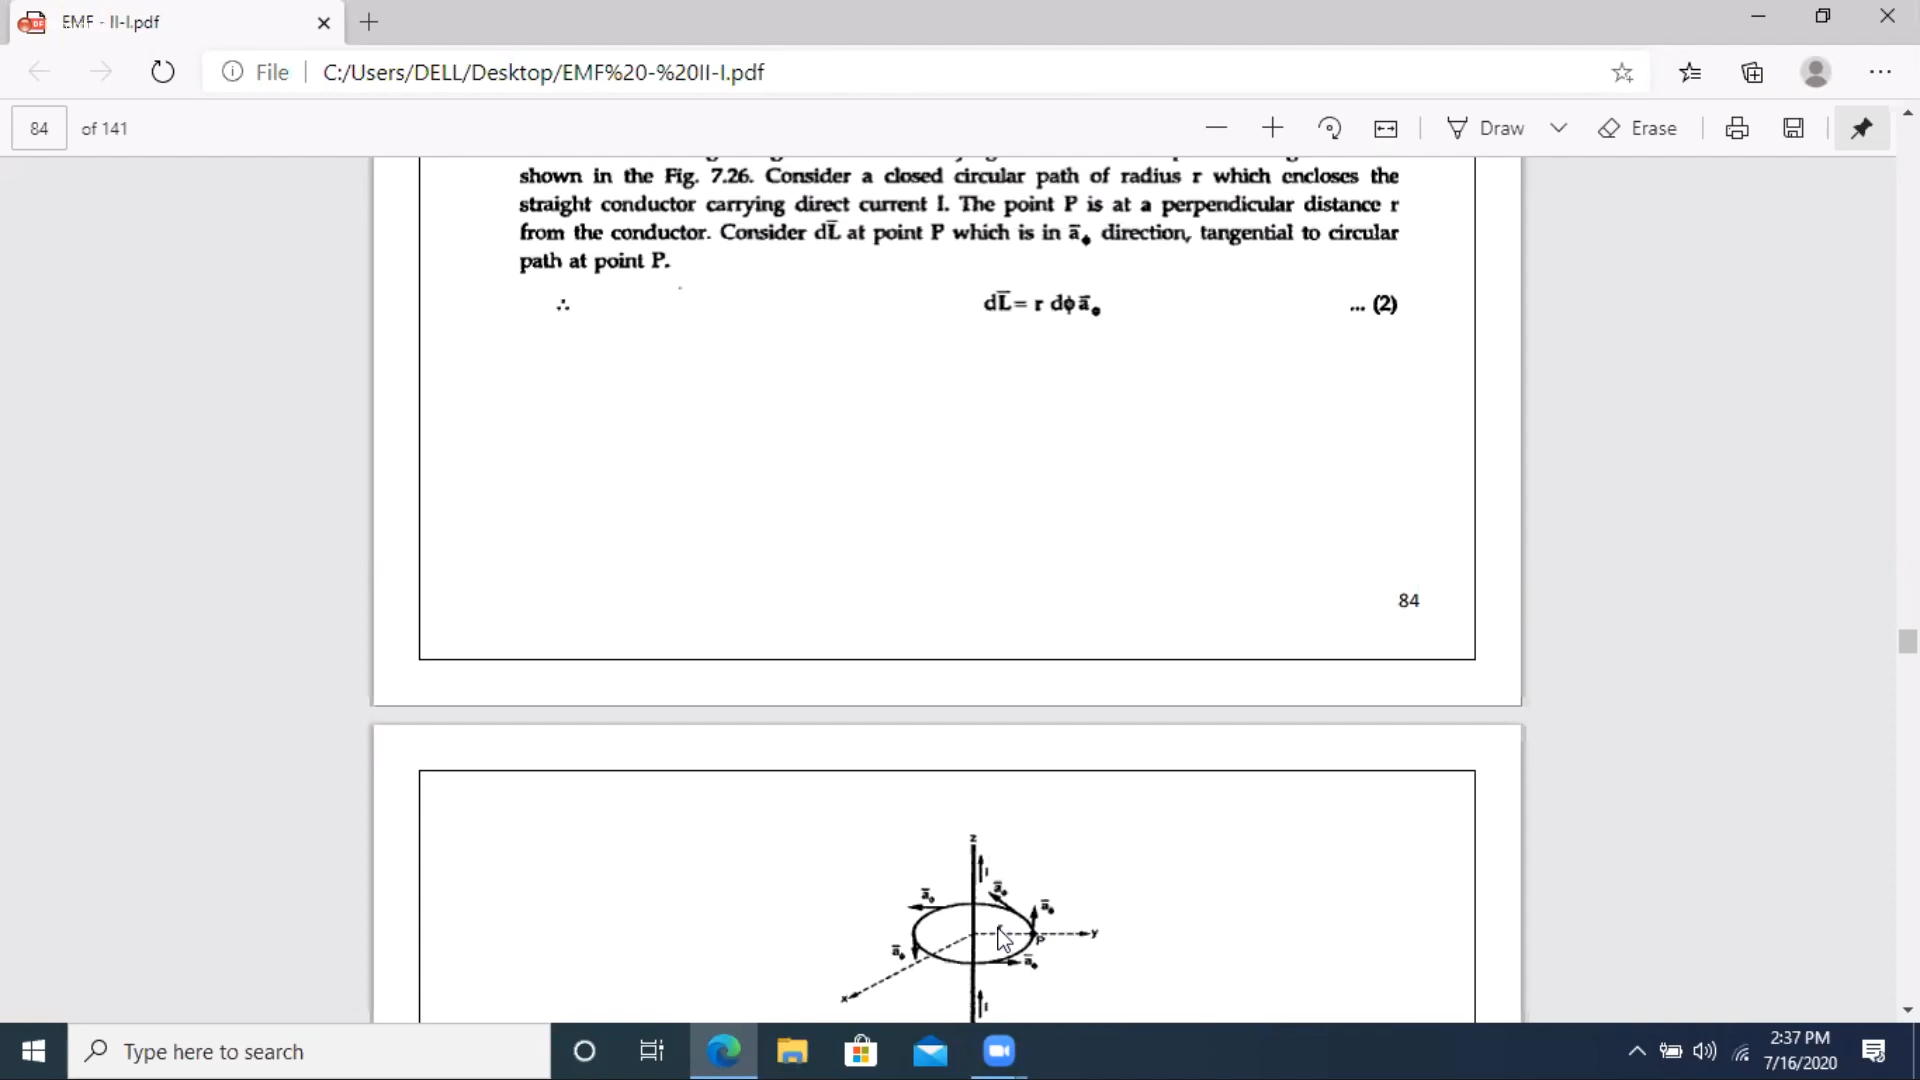 EMF - II-I.pdf
File C:/Users/DELL/Desktop/EMF%20-%20II-I.pdf
84 of 141 Draw Erase
shown in the Fig. 7.26. Consider a closed circular path of radius r which encloses the
straight conductor carrying direct current I. The point P is at a perpendicular distance r
from the conductor. Consider dL̅ at point P which is in a̅ϕ direction, tangential to circular
path at point P.
∴ dL̅ = r dϕ a̅ϕ ... (2)
84
z
I
a̅ϕ a̅ϕ a̅ϕ
P y
a̅ϕ a̅ϕ
x
I
Type here to search
2:37 PM
7/16/2020